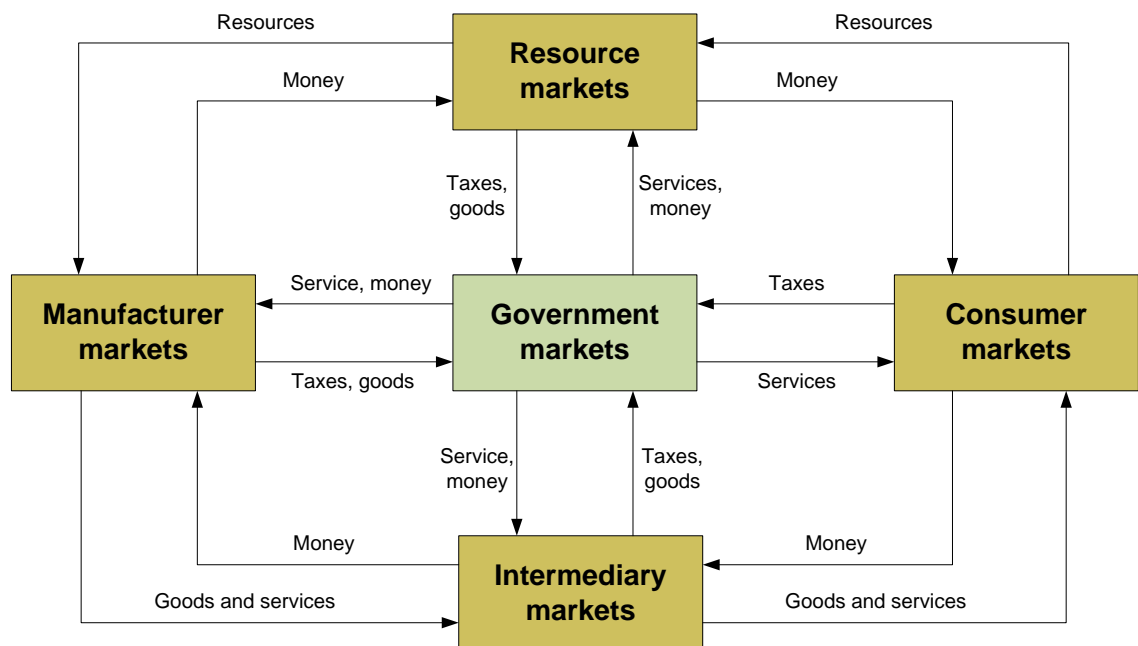 Resources
Resources
Resource
markets
Money
Money
Taxes,
goods
Services,
money
Manufacturer
markets
Service, money
Government
markets
Taxes
Consumer
markets
Taxes, goods
Services
Service,
money
Taxes,
goods
Money
Money
Intermediary
markets
Goods and services
Goods and services